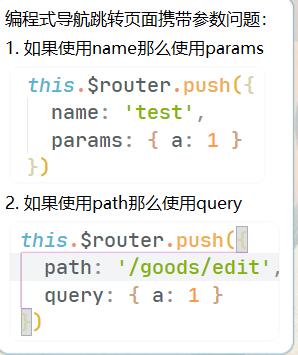 编程式导航跳转页面携带参数问题：
1. 如果使用name那么使用params
this.$router.push({
name: 'test',
params: { a: 1 }
})
2. 如果使用path那么使用query
this.$router.push({
path: '/goods/edit',
query: { a: 1 }
})